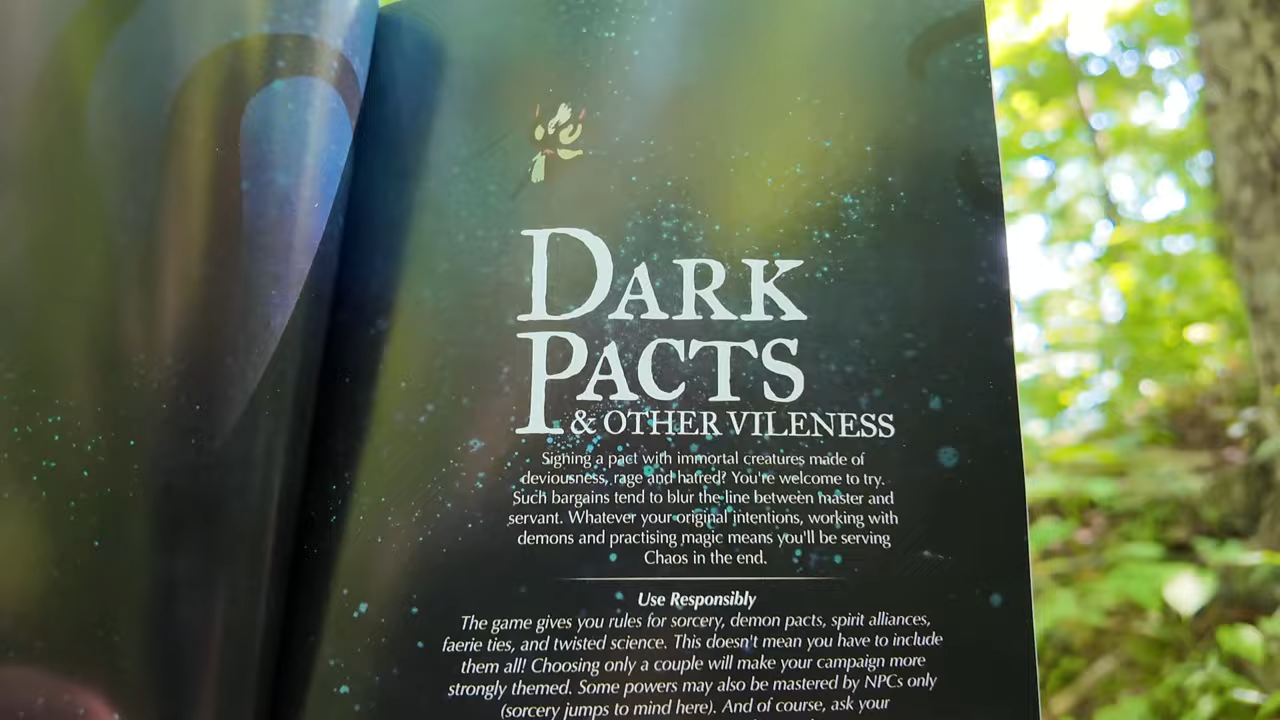 DARK
PACTS
& OTHER VILENESS
Signing a pact with immortal creatures made of
deviousness, rage and hatred? You're welcome to try.
Such bargains tend to blur the line between master and
servant. Whatever your original intentions, working with
demons and practising magic means you'll be serving
Chaos in the end.
Use Responsibly
The game gives you rules for sorcery, demon pacts, spirit alliances,
faerie ties, and twisted science. This doesn't mean you have to include
them all! Choosing only a couple will make your campaign more
strongly themed. Some powers may also be mastered by NPCs only
(sorcery jumps to mind here). And of course, ask your